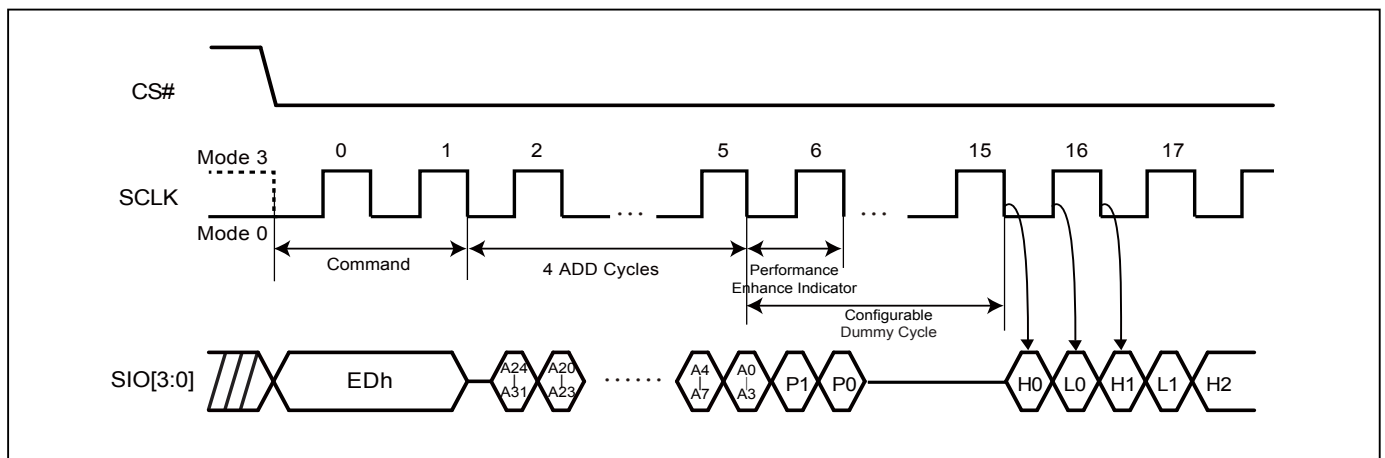 CS#
Mode 3
0 1 2 5 6 15 16 17
SCLK
...
...
Mode 0
Command
4 ADD Cycles
Performance
Enhance Indicator
Configurable
Dummy Cycle
SIO[3:0]
EDh
A24
A31
A20
A23
......
A4
A7
A0
A3
P1
P0
H0
L0
H1
L1
H2